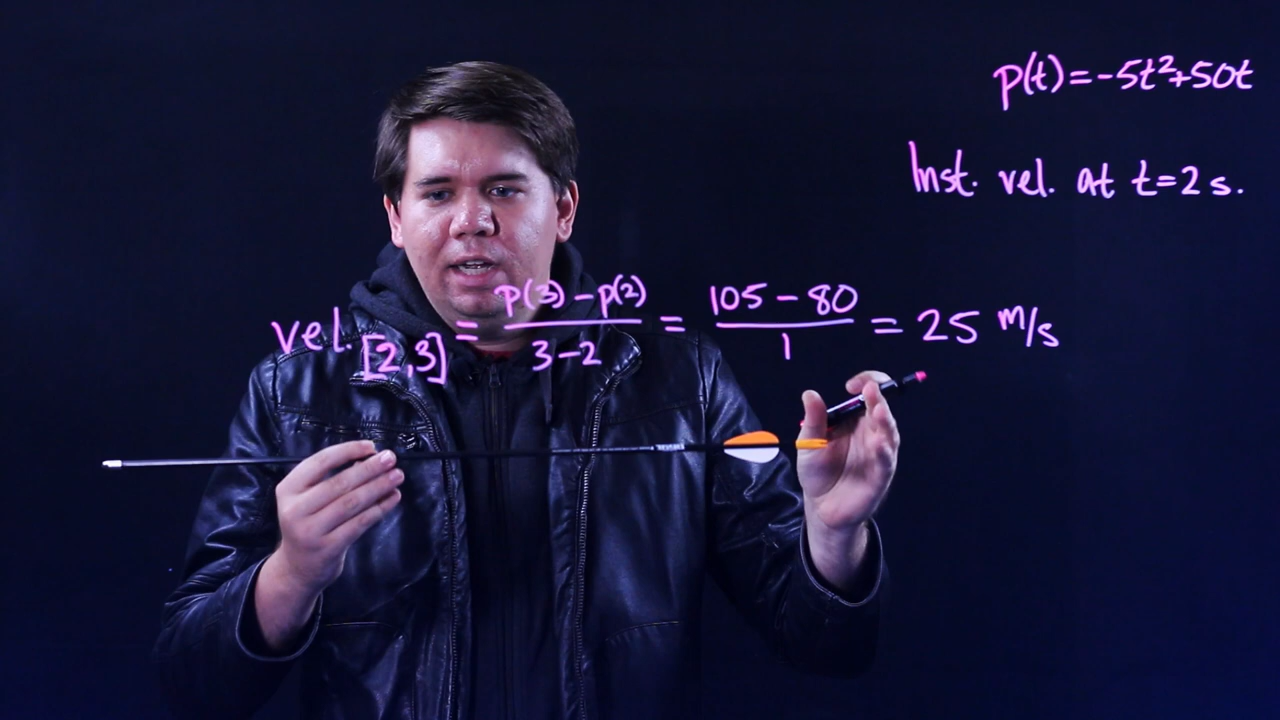 p(t)=-5t²+50t
Inst. vel. at t=2 s.
vel. [2,3] = p(3)-p(2) / 3-2 = 105-80 / 1 = 25 m/s